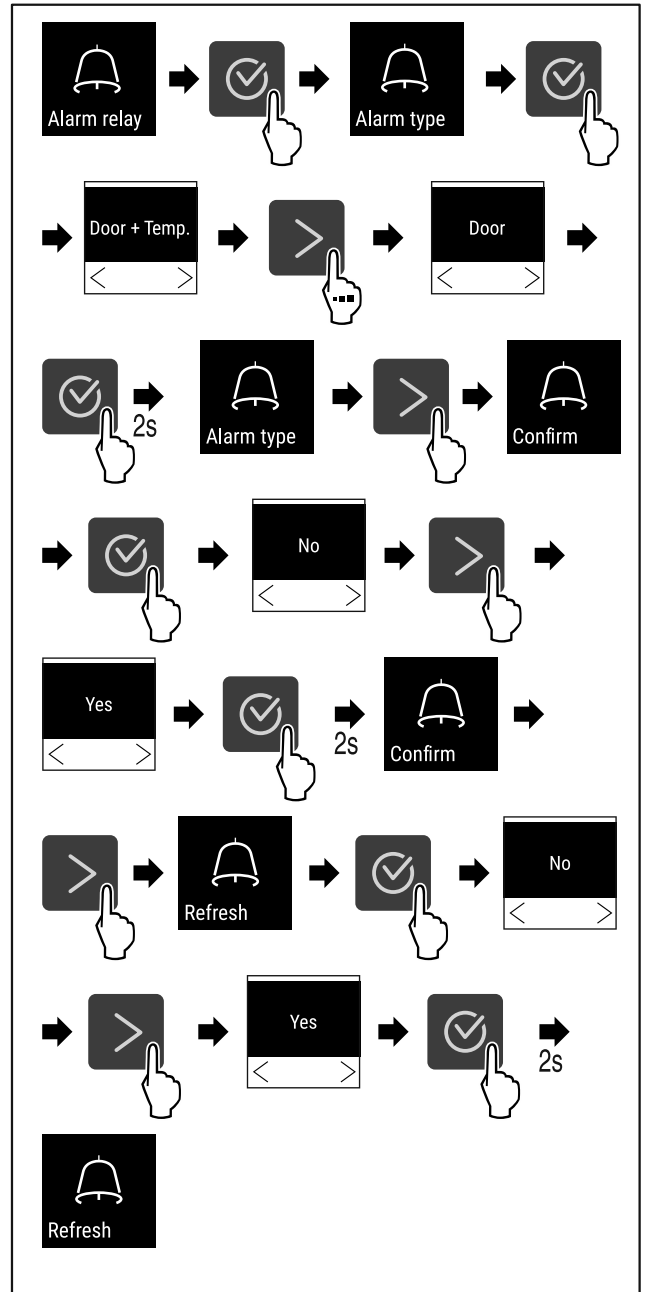 Alarm relay
Alarm type
Door + Temp.
Door
2s
Alarm type
Confirm
No
Yes
2s
Confirm
Refresh
No
Yes
2s
Refresh